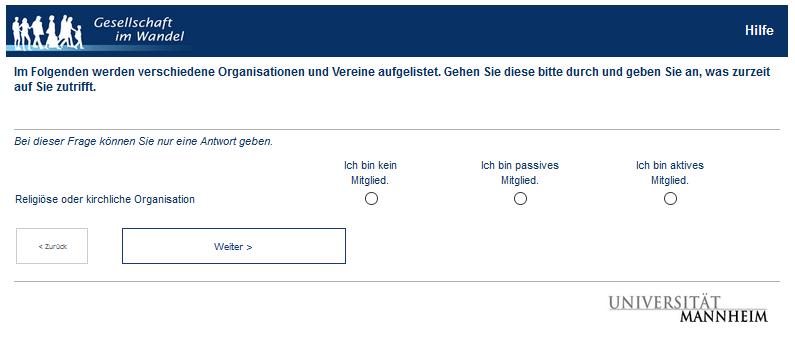 Gesellschaft
im Wandel
Hilfe
Im Folgenden werden verschiedene Organisationen und Vereine aufgelistet. Gehen Sie diese bitte durch und geben Sie an, was zurzeit
auf Sie zutrifft.
Bei dieser Frage können Sie nur eine Antwort geben.
Ich bin kein Mitglied.
Ich bin passives Mitglied.
Ich bin aktives Mitglied.
Religiöse oder kirchliche Organisation
< Zurück
Weiter >
UNIVERSITÄT
MANNHEIM